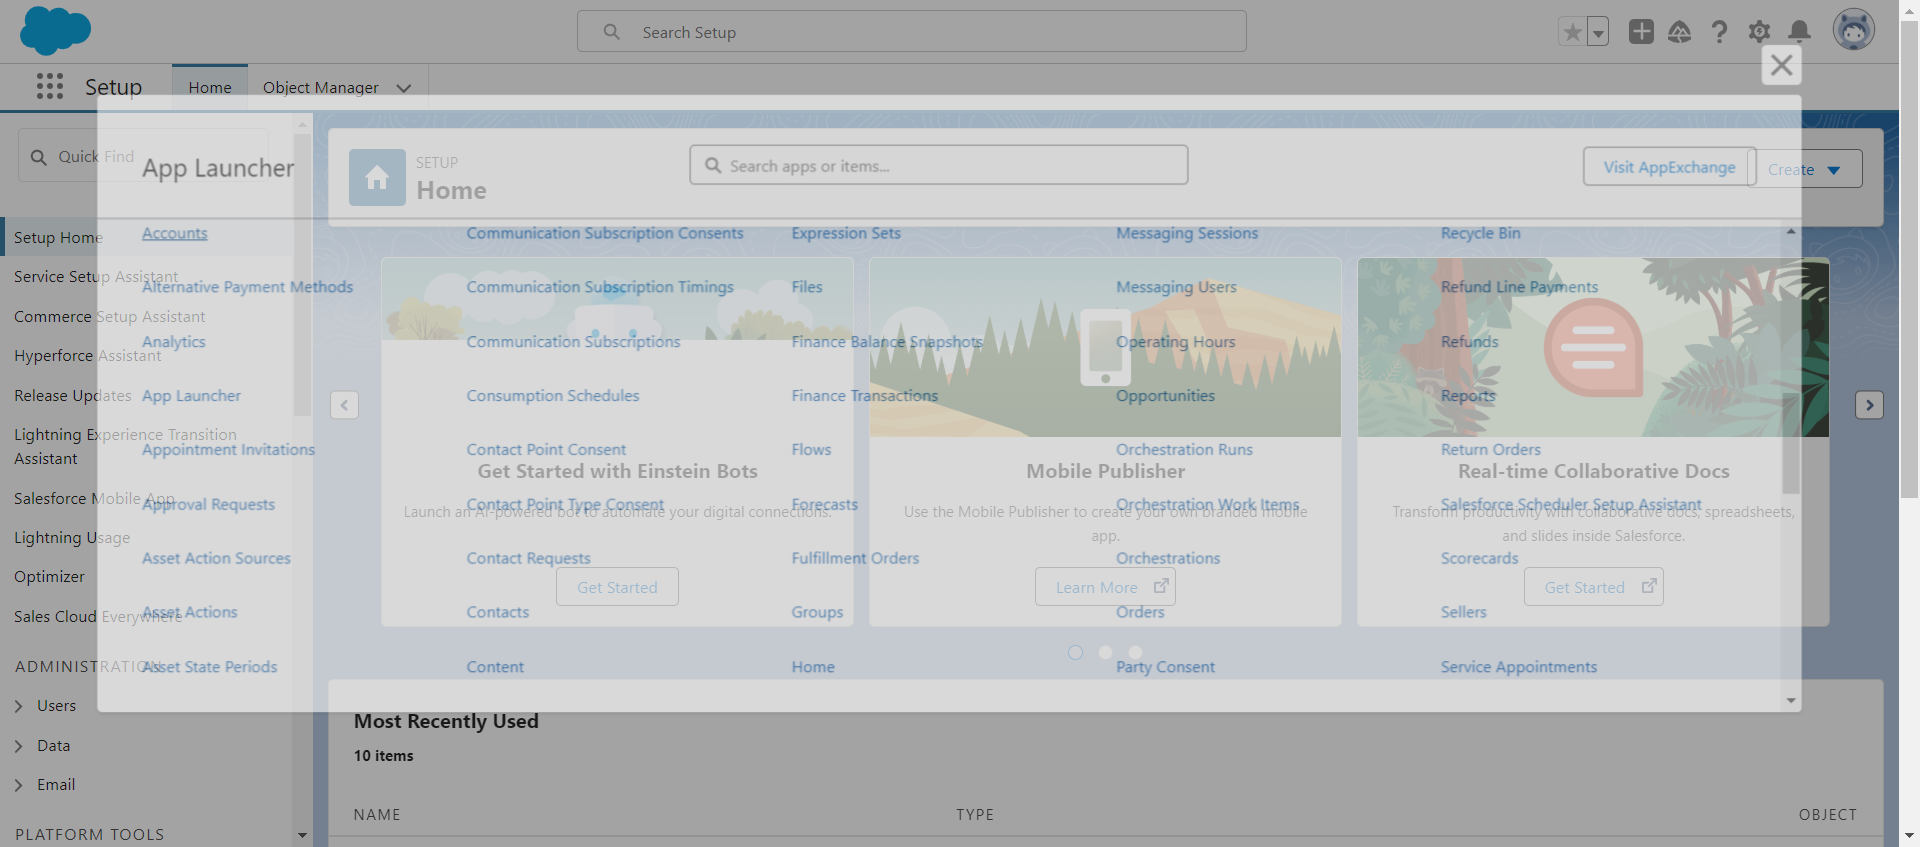 Search Setup
Setup
Home
Object Manager
Quick Find
App Launcher
SETUP
Home
Search apps or items...
Visit AppExchange
Create
Setup Home
Service Setup Assistant
Commerce Setup Assistant
Hyperforce Assistant
Release Updates
Lightning Experience Transition
Assistant
Salesforce Mobile App
Lightning Usage
Optimizer
Sales Cloud Everywhere
ADMINISTRATION
Users
Data
Email
PLATFORM TOOLS
Accounts
Alternative Payment Methods
Analytics
App Launcher
Appointment Invitations
Approval Requests
Asset Action Sources
Asset Actions
Asset State Periods
Communication Subscription Consents
Communication Subscription Timings
Communication Subscriptions
Consumption Schedules
Contact Point Consent
Contact Point Type Consent
Contact Requests
Contacts
Content
Expression Sets
Files
Finance Balance Snapshots
Finance Transactions
Flows
Forecasts
Fulfillment Orders
Groups
Home
Messaging Sessions
Messaging Users
Operating Hours
Opportunities
Orchestration Runs
Orchestration Work Items
Orchestrations
Orders
Party Consent
Recycle Bin
Refund Line Payments
Refunds
Reports
Return Orders
Salesforce Scheduler Setup Assistant
Scorecards
Sellers
Service Appointments
Get Started with Einstein Bots
Launch an AI-powered bot to automate your digital connections.
Get Started
Mobile Publisher
Use the Mobile Publisher to create your own branded mobile
app.
Learn More
Real-time Collaborative Docs
Transform productivity with collaborative docs, spreadsheets,
and slides inside Salesforce.
Get Started
Most Recently Used
10 items
NAME
TYPE
OBJECT